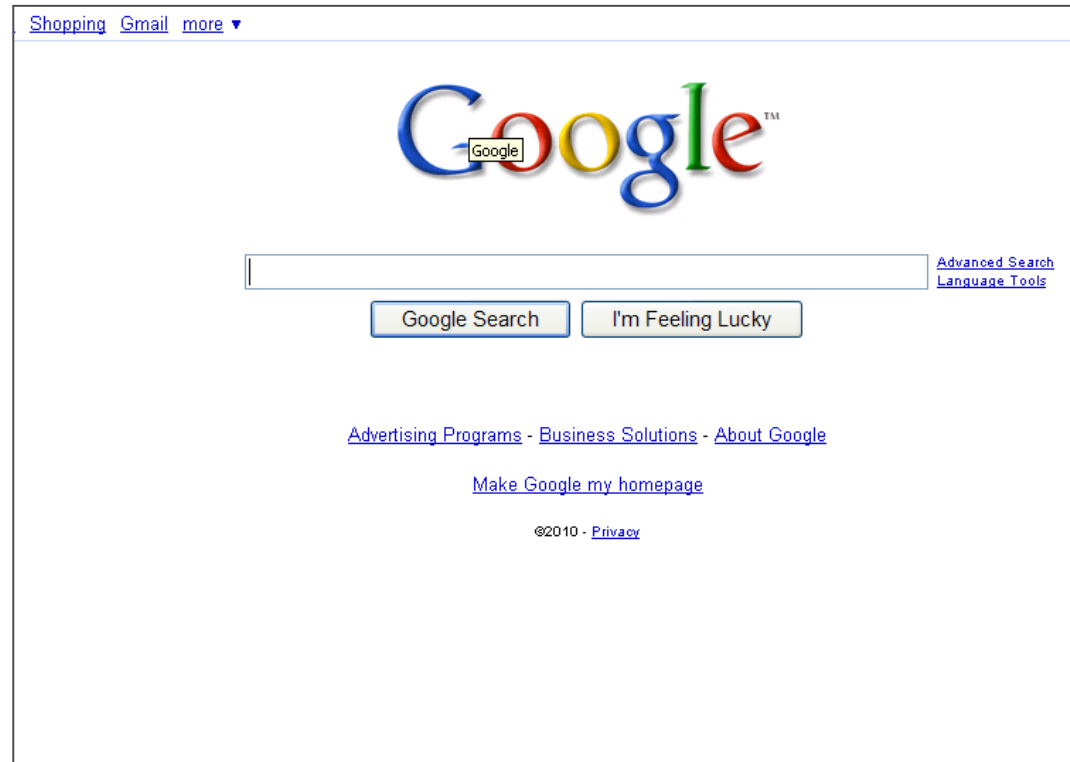 Shopping Gmail more ▼
Google™
Google
Advanced Search
Language Tools
Google Search I'm Feeling Lucky
Advertising Programs - Business Solutions - About Google
Make Google my homepage
©2010 - Privacy